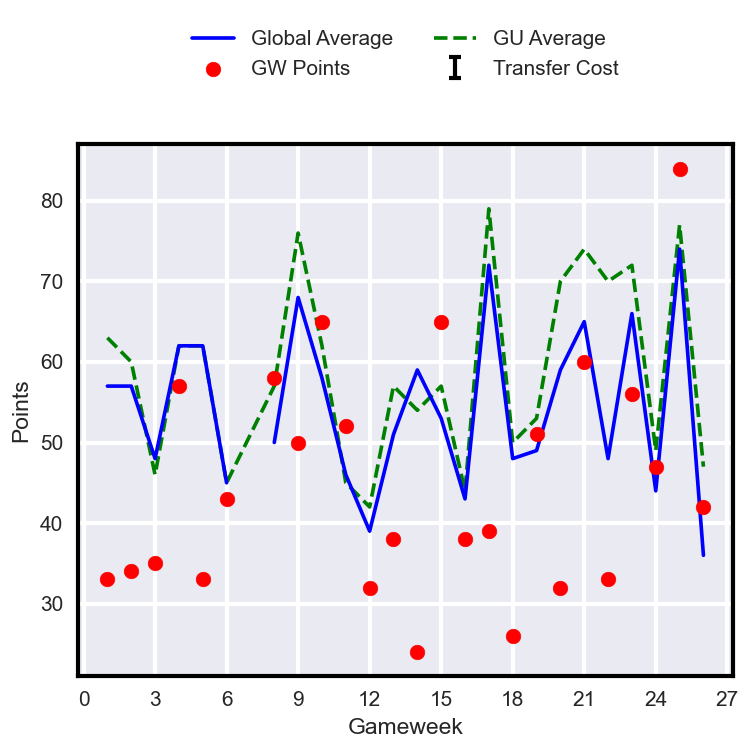 Global Average
GU Average
GW Points
Transfer Cost
80
70
60
50
40
30
Points
0 3 6 9 12 15 18 21 24 27
Gameweek